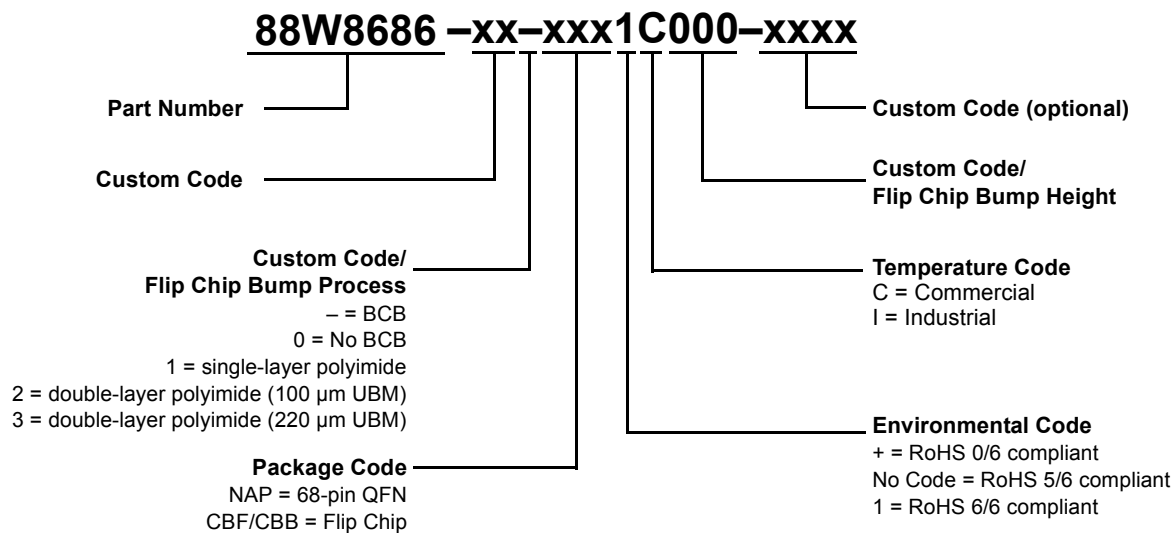 88W8686 –xx–xxx1C000–xxxx
Part Number
Custom Code
Custom Code/
Flip Chip Bump Process
– = BCB
0 = No BCB
1 = single-layer polyimide
2 = double-layer polyimide (100 µm UBM)
3 = double-layer polyimide (220 µm UBM)
Package Code
NAP = 68-pin QFN
CBF/CBB = Flip Chip
Custom Code (optional)
Custom Code/
Flip Chip Bump Height
Temperature Code
C = Commercial
I = Industrial
Environmental Code
+ = RoHS 0/6 compliant
No Code = RoHS 5/6 compliant
1 = RoHS 6/6 compliant